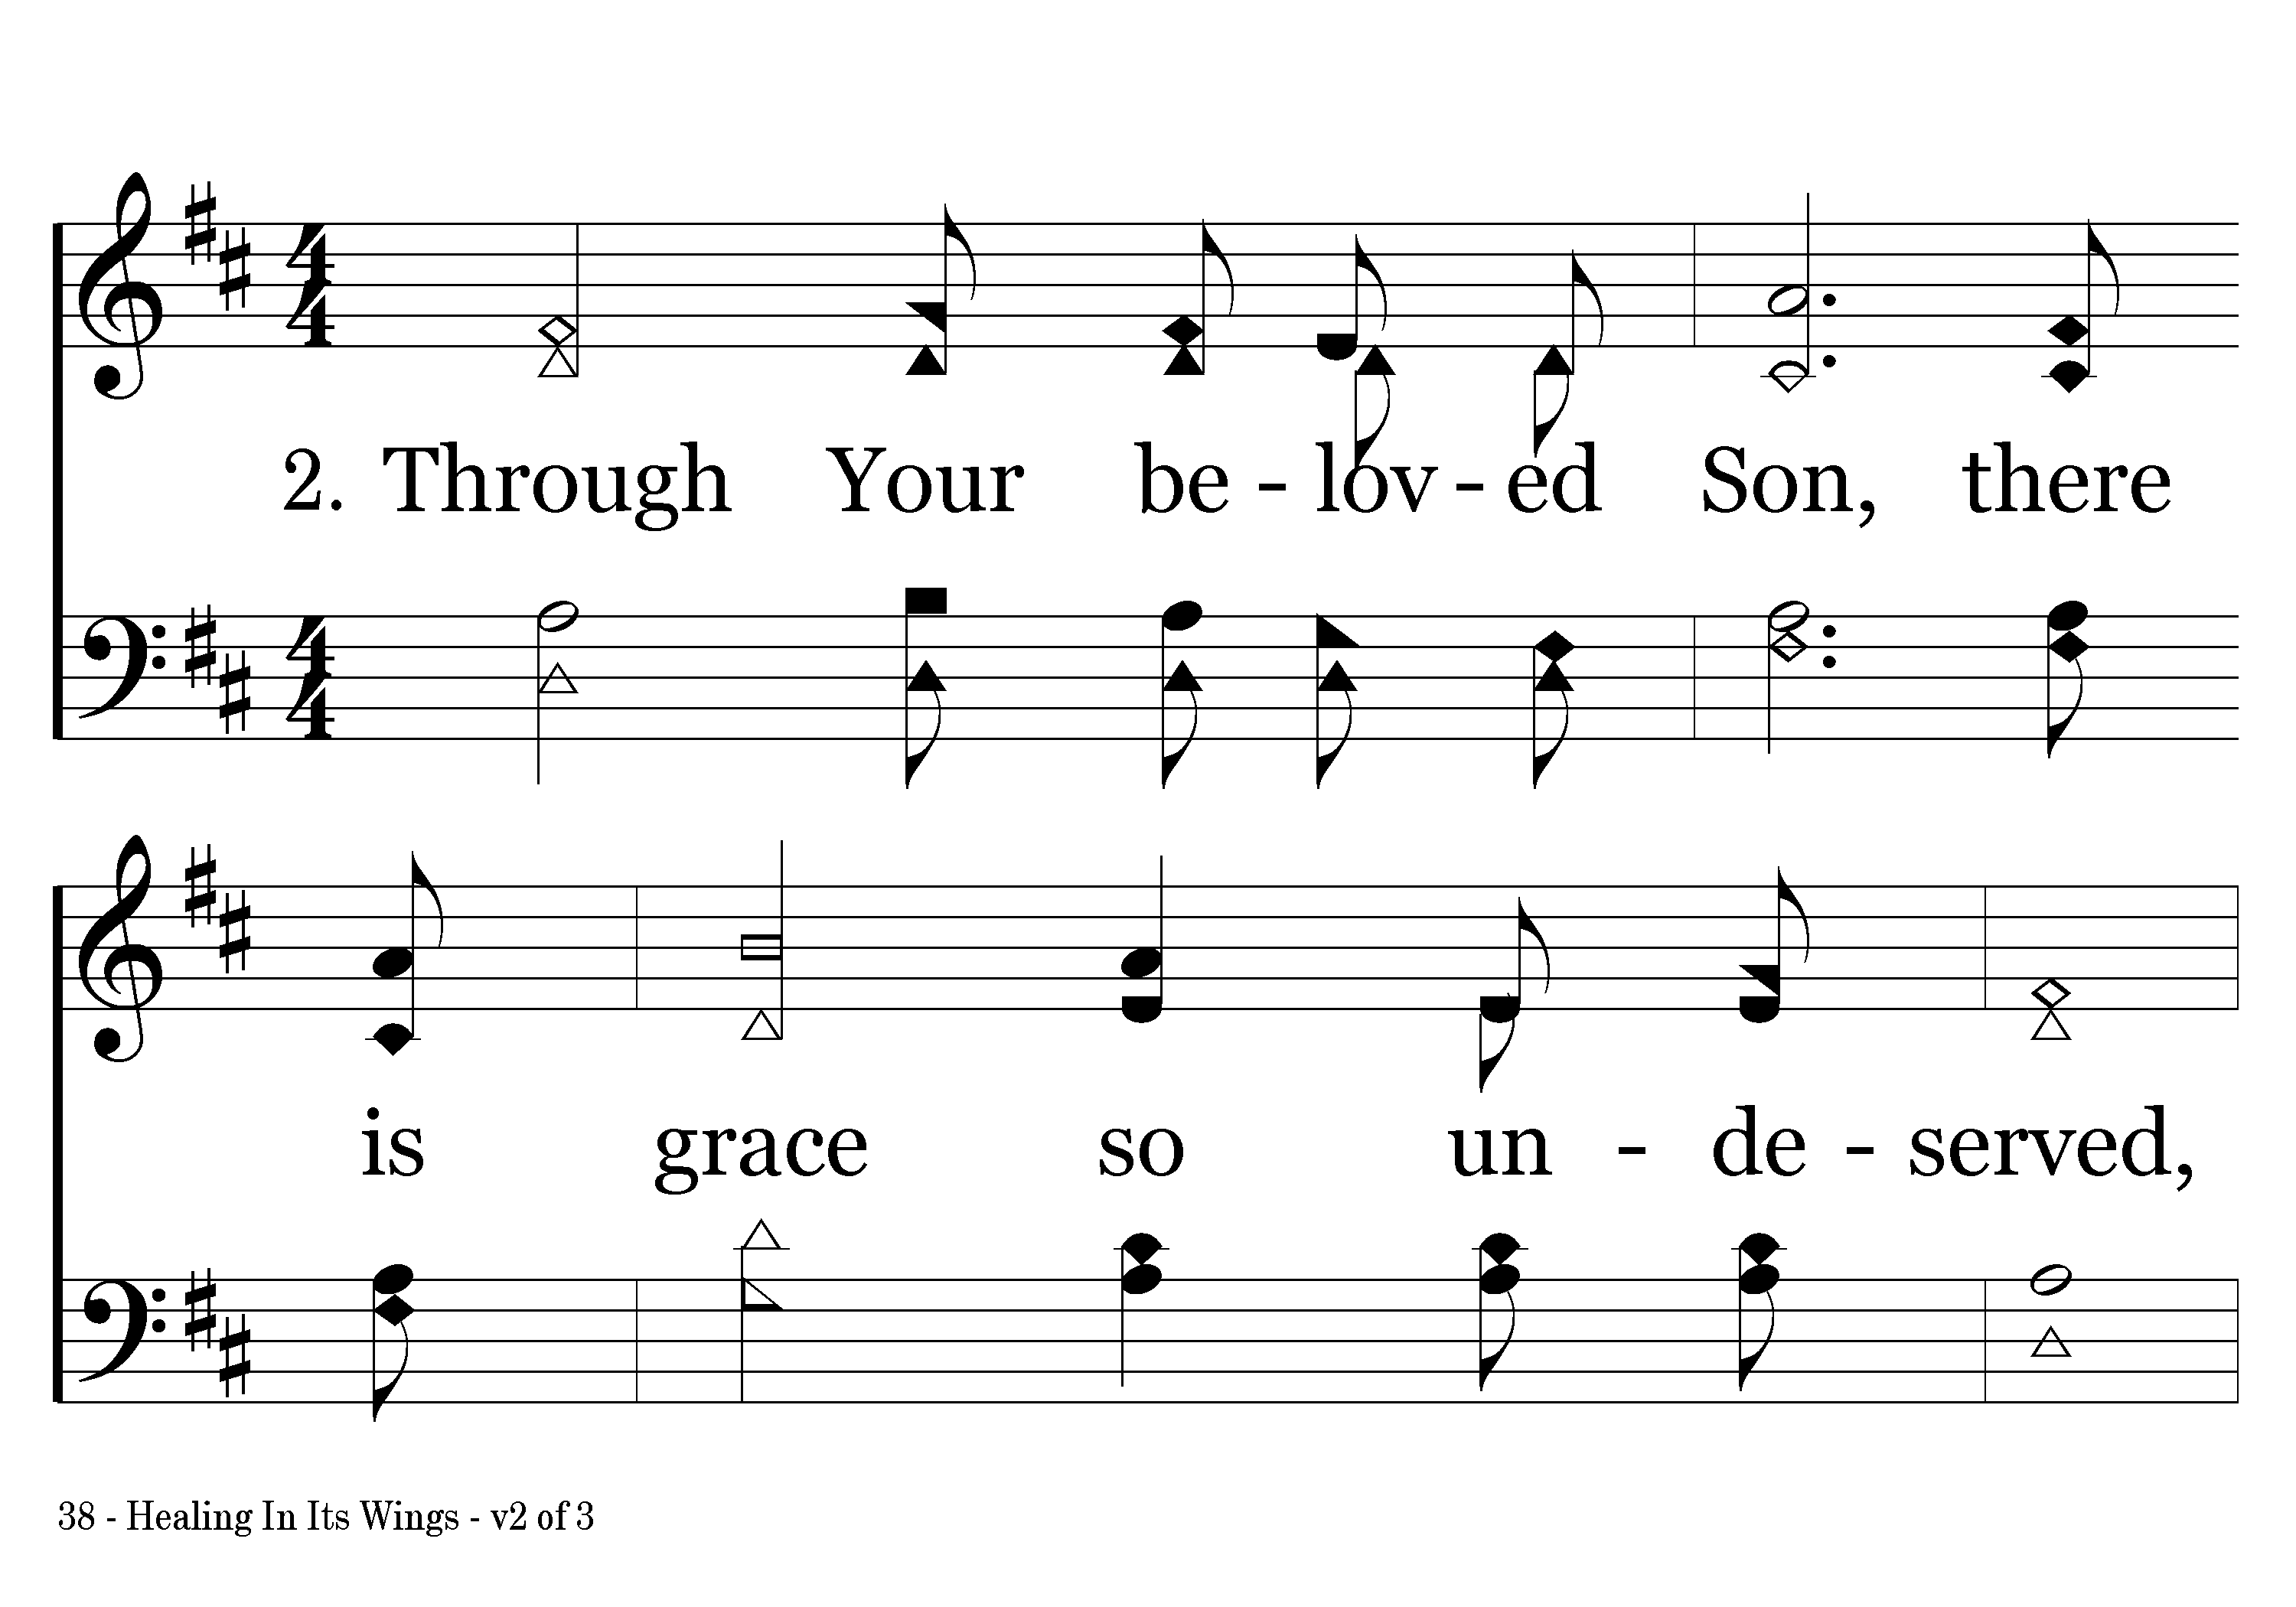 2. Through Your be - lov - ed Son, there
is grace so un - de - served,
38 - Healing In Its Wings - v2 of 3